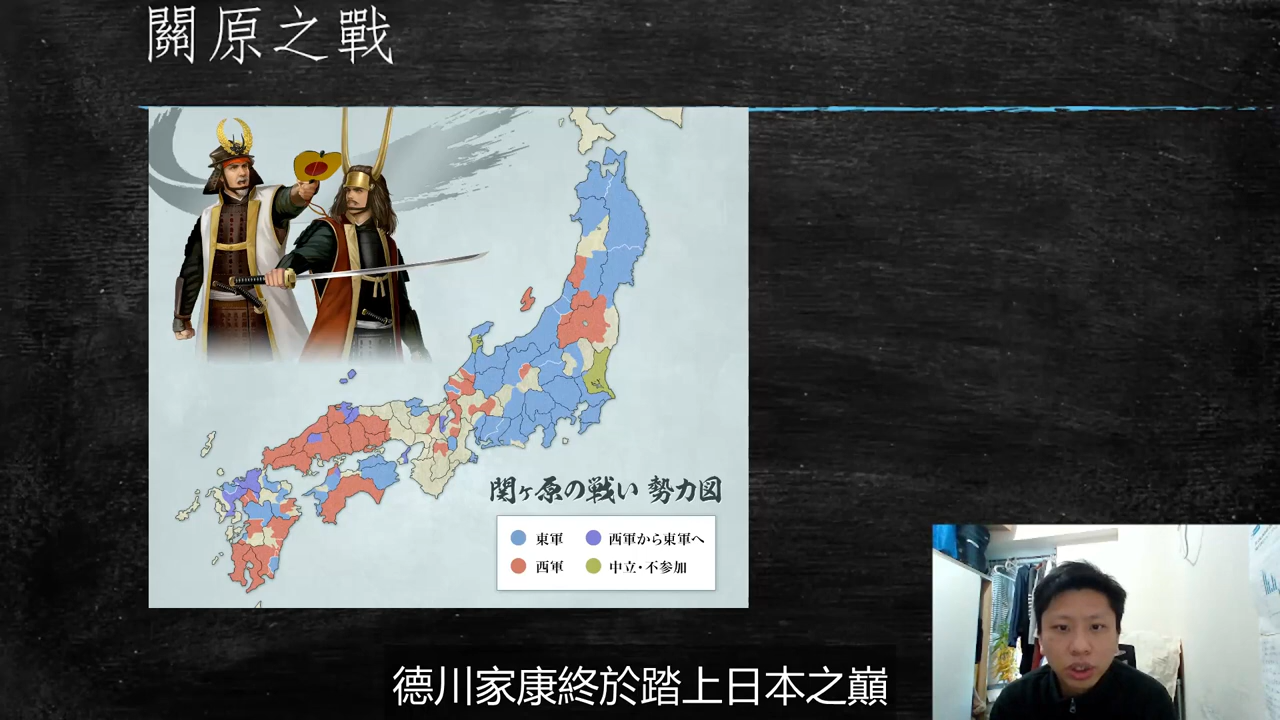 關原之戰
関ヶ原の戦い 勢力図
東軍 西軍から東軍へ
西軍 中立・不参加
德川家康終於踏上日本之巔